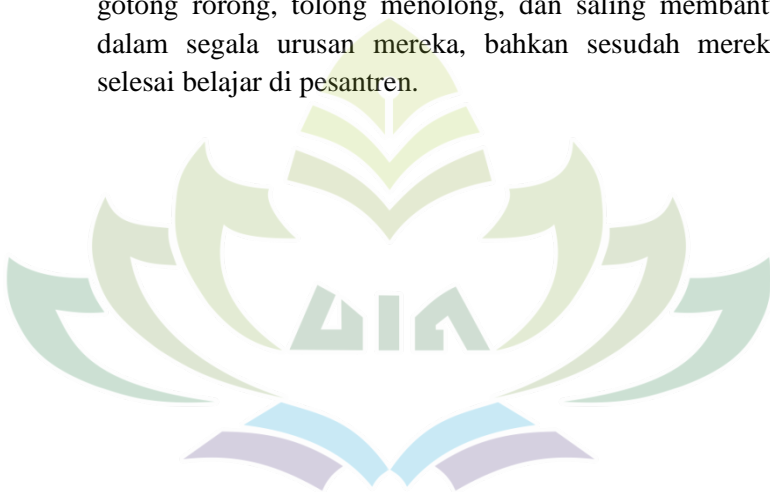 gotong rorong, tolong menolong, dan saling membant
dalam segala urusan mereka, bahkan sesudah merek
selesai belajar di pesantren.